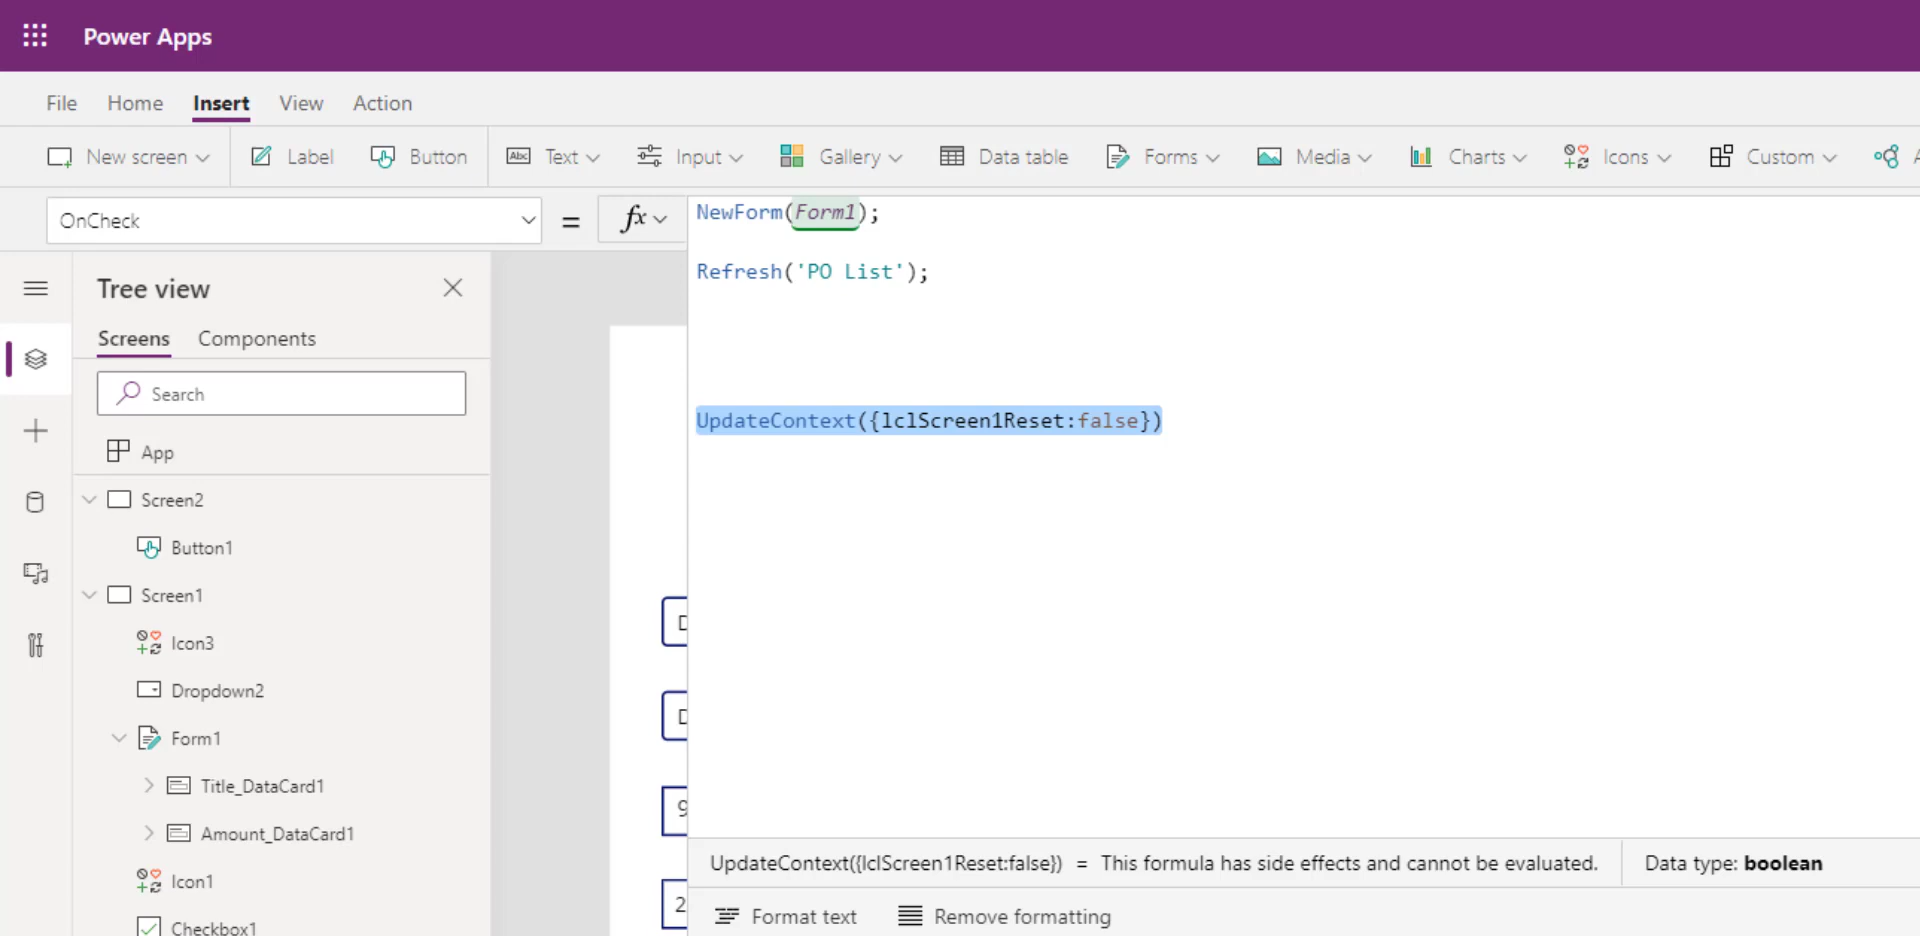 Power Apps
File Home Insert View Action
New screen Label Button Abc Text Input Gallery Data table Forms Media Charts Icons Custom
OnCheck = fx NewForm(Form1);
Refresh('PO List');
UpdateContext({lclScreen1Reset:false})
Tree view
Screens Components
Search
App
Screen2
Button1
Screen1
Icon3
Dropdown2
Form1
Title_DataCard1
Amount_DataCard1
Icon1
Checkbox1
D
D
9
2
UpdateContext({lclScreen1Reset:false}) = This formula has side effects and cannot be evaluated. Data type: boolean
Format text Remove formatting